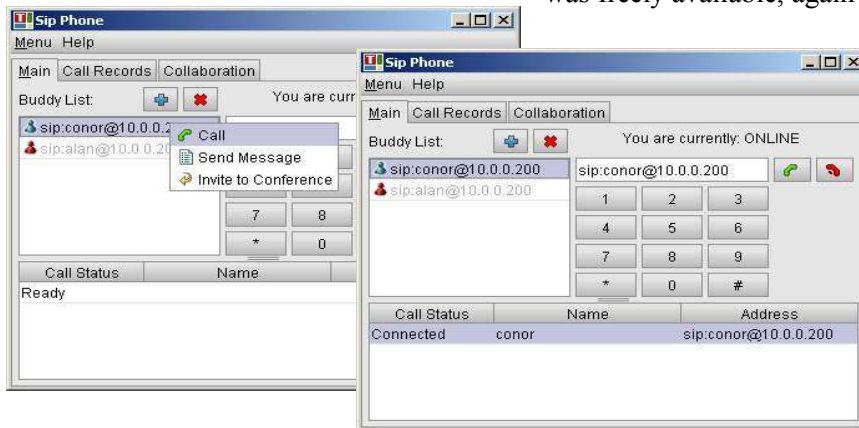 was freely available, again
Sip Phone
Menu Help
Main Call Records Collaboration
Buddy List: You are curr
sip:conor@10.0.0.2
sip:alan@10.0.0.20
Call
Send Message
Invite to Conference
7 8
* 0
Call Status Name
Ready
Sip Phone
Menu Help
Main Call Records Collaboration
Buddy List: You are currently: ONLINE
sip:conor@10.0.0.200 sip:conor@10.0.0.200
sip:alan@10.0.0.200
1 2 3
4 5 6
7 8 9
* 0 #
Call Status Name Address
Connected conor sip:conor@10.0.0.200